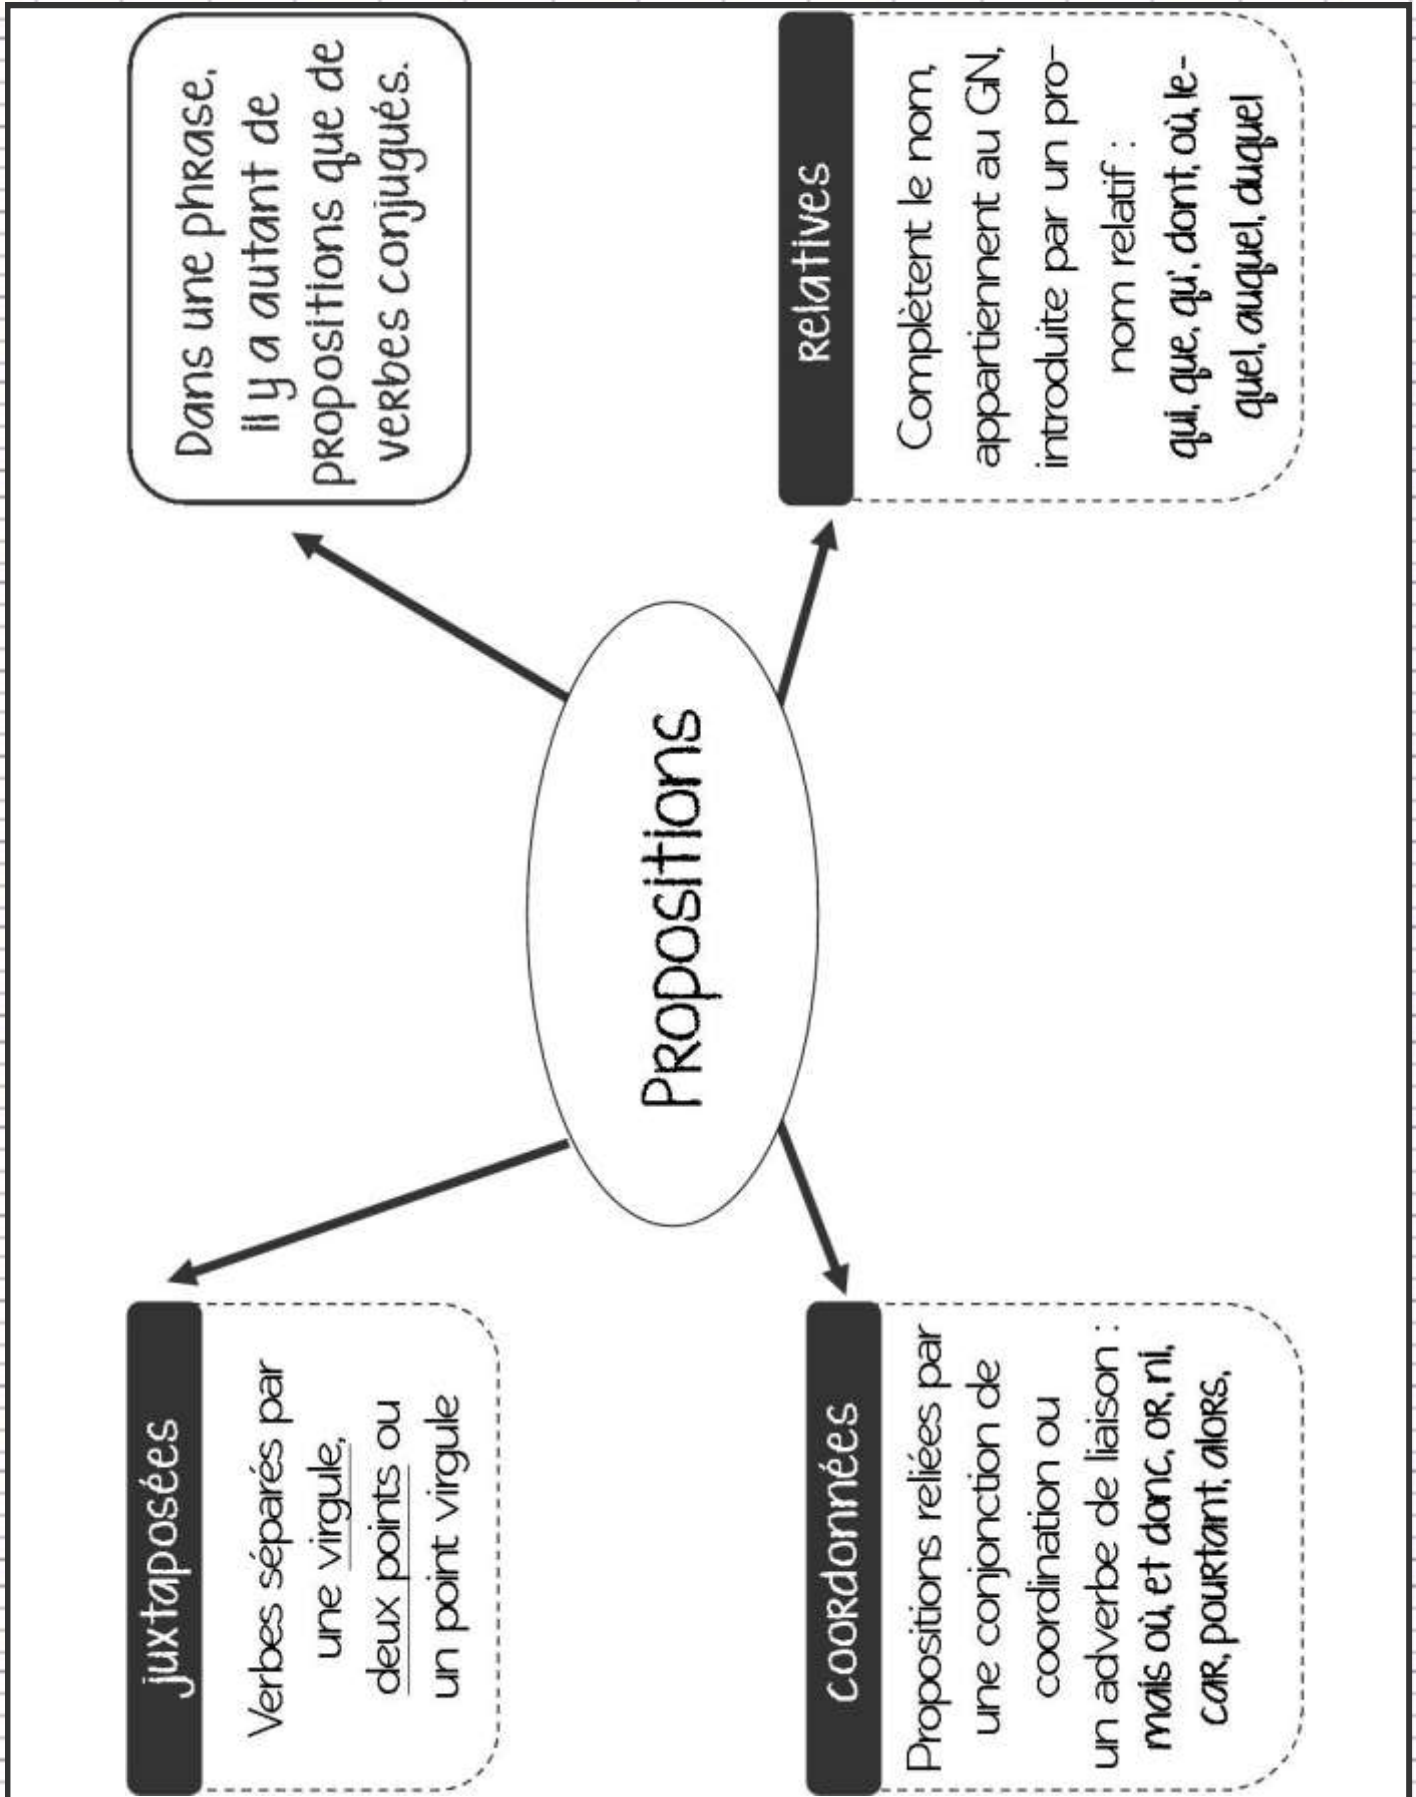 juxtaposées
Verbes séparés par
une virgule,
deux points ou
un point virgule
Dans une phrase,
il y a autant de
propositions que de
verbes conjugués.
Propositions
coordonnées
Propositions reliées par
une conjonction de
coordination ou
un adverbe de liaison :
mais où, et donc, or, ni,
car, pourtant, alors,
relatives
Complètent le nom,
appartiennent au GN,
introduite par un pro-
nom relatif :
qui, que, qu', dont, où, le-
quel, auquel, duquel